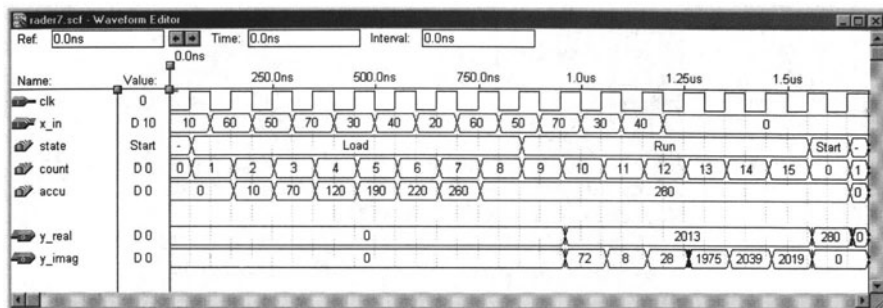 rader7.scf - Waveform Editor
Ref: 0.0ns Time: 0.0ns Interval: 0.0ns
0.0ns
Name: Value: 250.0ns 500.0ns 750.0ns 1.0us 1.25us 1.5us
clk 0
x_in D 10 10 60 50 70 30 40 20 60 50 70 30 40 0
state Start - Load Run Start -
count D 0 0 1 2 3 4 5 6 7 8 9 10 11 12 13 14 15 0 1
accu D 0 0 10 70 120 190 220 260 280 0
y_real D 0 0 2013 280 0
y_imag D 0 0 72 8 28 1975 2039 2019 0